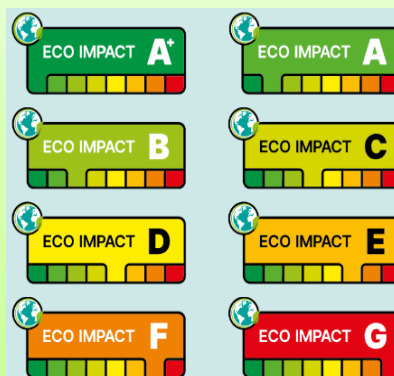 ECO IMPACT A+
ECO IMPACT A
ECO IMPACT B
ECO IMPACT C
ECO IMPACT D
ECO IMPACT E
ECO IMPACT F
ECO IMPACT G